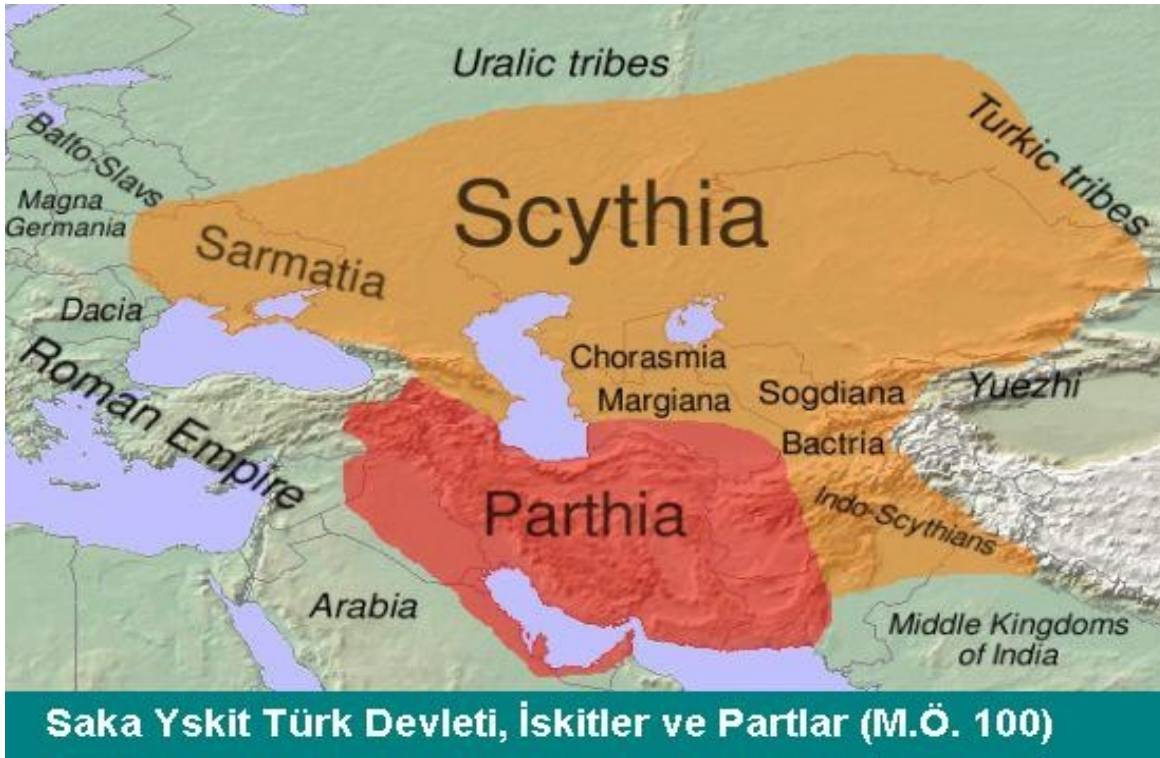 Uralic tribes
Turkic tribes
Balto-Slavs
Magna
Germania
Scythia
Sarmatia
Dacia
Roman Empire
Chorasmia
Margiana
Sogdiana
Yuezhi
Bactria
Parthia
Indo-Scythians
Arabia
Middle Kingdoms
of India
Saka Yskit Türk Devleti, İskitler ve Partlar (M.Ö. 100)